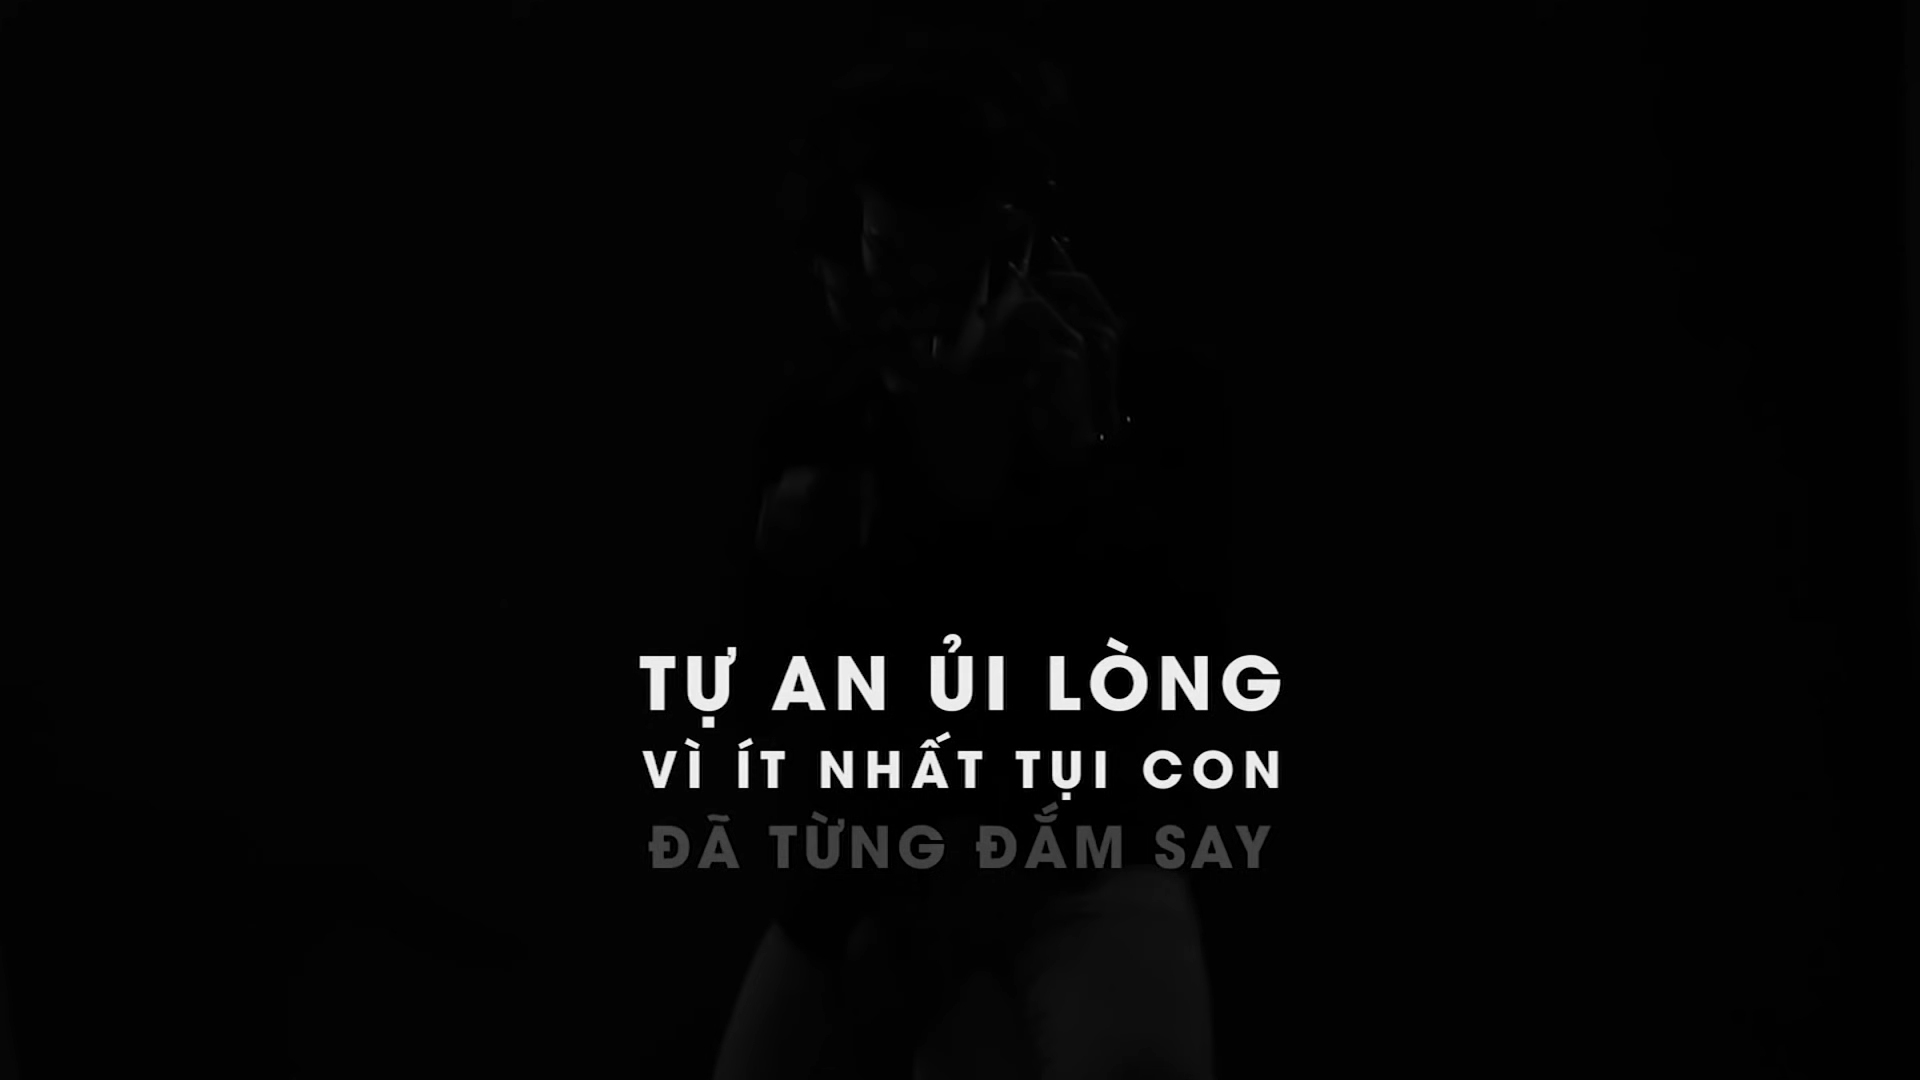 TỰ AN ỦI LÒNG
VÌ ÍT NHẤT TỤI CON
ĐÃ TỪNG ĐẮM SAY